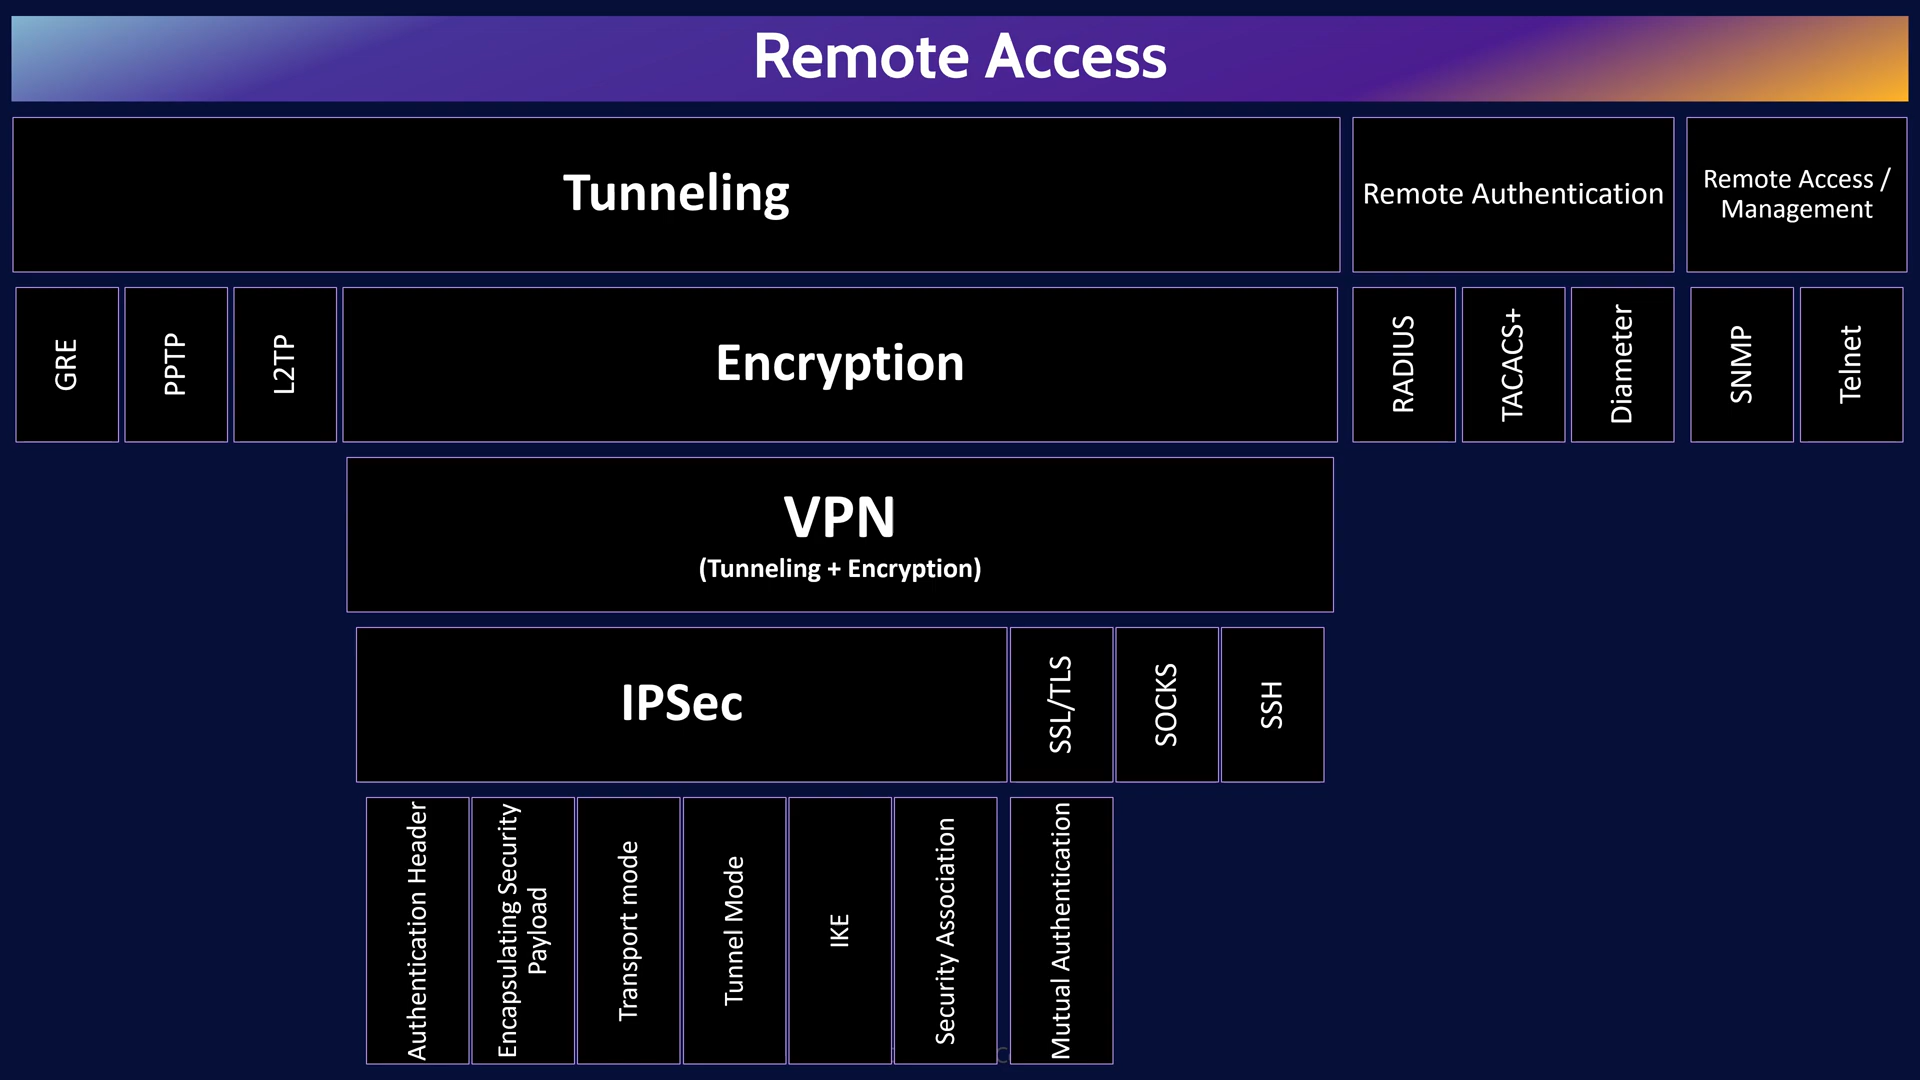 Remote Access
Tunneling
Remote Authentication
Remote Access /
Management
GRE
PPTP
L2TP
Encryption
RADIUS
TACACS+
Diameter
SNMP
Telnet
VPN
(Tunneling + Encryption)
IPSec
SSL/TLS
SOCKS
SSH
Authentication Header
Encapsulating Security
Payload
Transport mode
Tunnel Mode
IKE
Security Association
Mutual Authentication